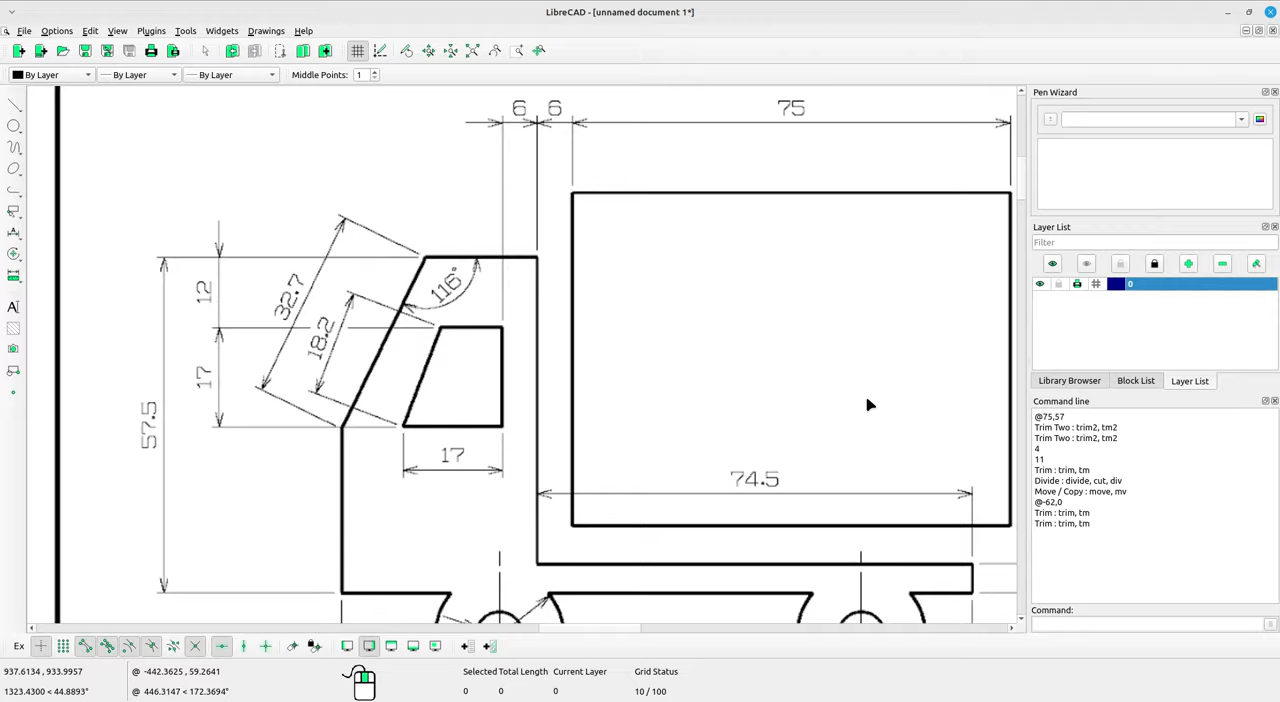 LibreCAD - [unnamed document 1*]
File Options Edit View Plugins Tools Widgets Drawings Help
By Layer By Layer By Layer Middle Points: 1
Pen Wizard
6 6 75
Layer List
Filter
0
32.7
116°
12
18.2
17
57.5
17
74.5
Library Browser Block List Layer List
Command line
@75,57
Trim Two : trim2, tm2
Trim Two : trim2, tm2
4
11
Trim : trim, tm
Divide : divide, cut, div
Move / Copy : move, mv
@-62,0
Trim : trim, tm
Trim : trim, tm
Command:
Ex
937.6134 , 933.9957 @ -442.3625 , 59.2641 Selected Total Length Current Layer Grid Status
1323.4300 < 44.8893° @ 446.3147 < 172.3694° 0 0 0 10 / 100